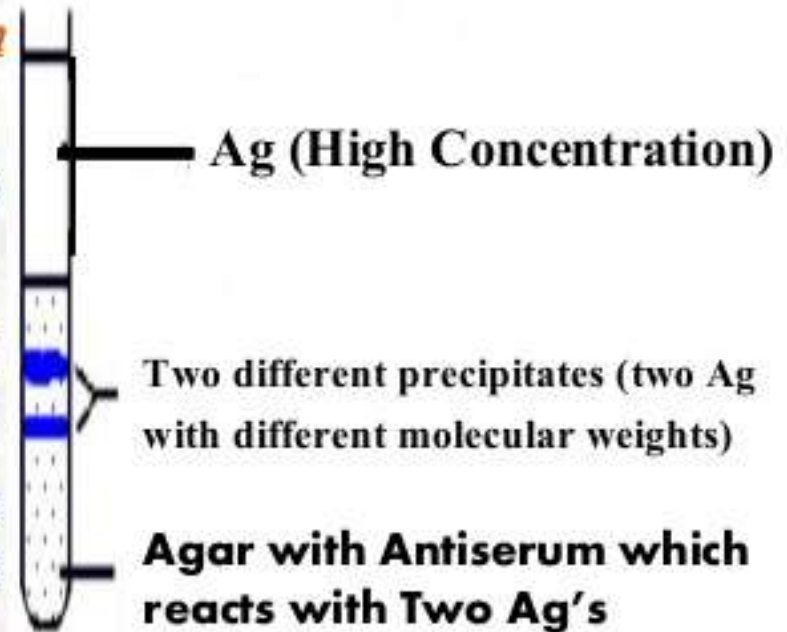 Ag (High Concentration)
Two different precipitates (two Ag
with different molecular weights)
Agar with Antiserum which
reacts with Two Ag's